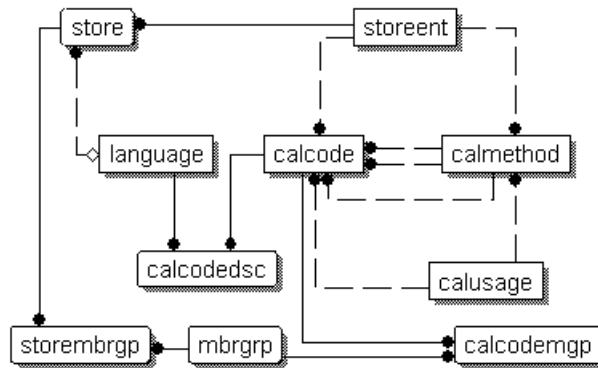 store
storeent
language
calcode
calmethod
calcodedsc
calusage
storembrgp
mbrgrp
calcodemgp